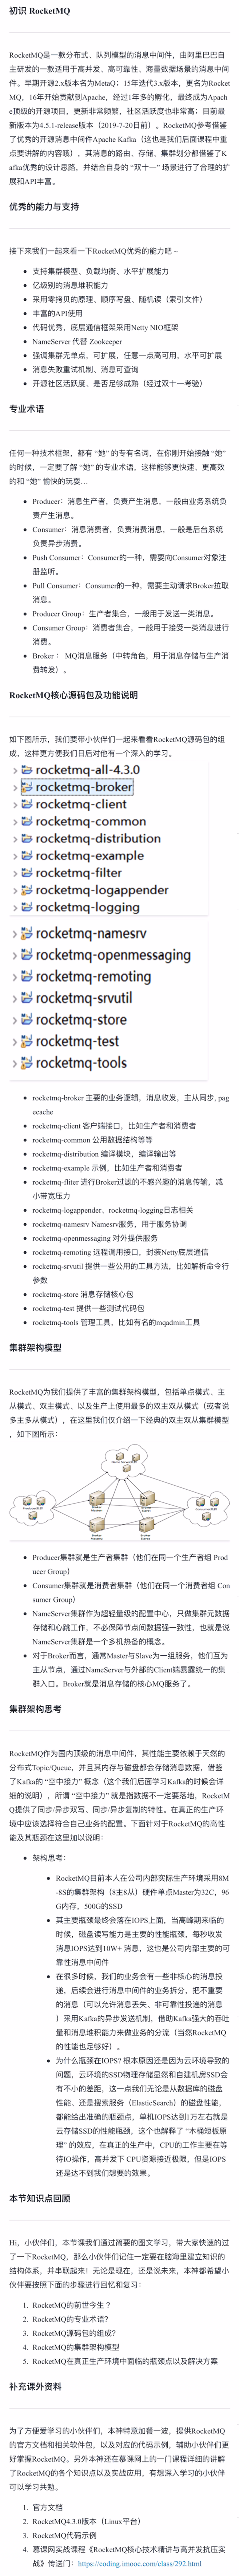 初识 RocketMQ
RocketMQ是一款分布式、队列模型的消息中间件，由阿里巴巴自
主研发的一款适用于高并发、高可靠性、海量数据场景的消息中间
件。早期开源2.x版本名为MetaQ；15年迭代3.x版本，更名为Rocket
MQ，16年开始贡献到Apache，经过1年多的孵化，最终成为Apach
e顶级的开源项目，更新非常频繁，社区活跃度也非常高；目前最
新版本为4.5.1-release版本（2019-7-20日前）。RocketMQ参考借鉴
了优秀的开源消息中间件Apache Kafka（这也是我们后面课程中重
点要讲解的内容哦），其消息的路由、存储、集群划分都借鉴了K
afka优秀的设计思路，并结合自身的 “双十一” 场景进行了合理的扩
展和API丰富。
优秀的能力与支持
接下来我们一起来看一下RocketMQ优秀的能力吧 ~
支持集群模型、负载均衡、水平扩展能力
亿级别的消息堆积能力
采用零拷贝的原理、顺序写盘、随机读（索引文件）
丰富的API使用
代码优秀，底层通信框架采用Netty NIO框架
NameServer 代替 Zookeeper
强调集群无单点，可扩展，任意一点高可用，水平可扩展
消息失败重试机制、消息可查询
开源社区活跃度、是否足够成熟（经过双十一考验）
专业术语
任何一种技术框架，都有 “她” 的专有名词，在你刚开始接触 “她”
的时候，一定要了解 “她” 的专业术语，这样能够更快速、更高效
的和 “她” 愉快的玩耍…
Producer：消息生产者，负责产生消息，一般由业务系统负
责产生消息。
Consumer：消息消费者，负责消费消息，一般是后台系统
负责异步消费。
Push Consumer：Consumer的一种，需要向Consumer对象注
册监听。
Pull Consumer：Consumer的一种，需要主动请求Broker拉取
消息。
Producer Group：生产者集合，一般用于发送一类消息。
Consumer Group：消费者集合，一般用于接受一类消息进行
消费。
Broker ： MQ消息服务（中转角色，用于消息存储与生产消
费转发）。
RocketMQ核心源码包及功能说明
如下图所示，我们要带小伙伴们一起来看看RocketMQ源码包的组
成，这样更方便我们日后对他有一个深入的学习。
rocketmq-all-4.3.0
rocketmq-broker
rocketmq-client
rocketmq-common
rocketmq-distribution
rocketmq-example
rocketmq-filter
rocketmq-logappender
rocketmq-logging
rocketmq-namesrv
rocketmq-openmessaging
rocketmq-remoting
rocketmq-srvutil
rocketmq-store
rocketmq-test
rocketmq-tools
rocketmq-broker 主要的业务逻辑，消息收发，主从同步, pag
ecache
rocketmq-client 客户端接口，比如生产者和消费者
rocketmq-common 公用数据结构等等
rocketmq-distribution 编译模块，编译输出等
rocketmq-example 示例，比如生产者和消费者
rocketmq-fliter 进行Broker过滤的不感兴趣的消息传输，减
小带宽压力
rocketmq-logappender、rocketmq-logging日志相关
rocketmq-namesrv Namesrv服务，用于服务协调
rocketmq-openmessaging 对外提供服务
rocketmq-remoting 远程调用接口，封装Netty底层通信
rocketmq-srvutil 提供一些公用的工具方法，比如解析命令行
参数
rocketmq-store 消息存储核心包
rocketmq-test 提供一些测试代码包
rocketmq-tools 管理工具，比如有名的mqadmin工具
集群架构模型
RocketMQ为我们提供了丰富的集群架构模型，包括单点模式、主
从模式、双主模式、以及生产上使用最多的双主双从模式（或者说
多主多从模式），在这里我们仅介绍一下经典的双主双从集群模型
，如下图所示：
Producer集群就是生产者集群（他们在同一个生产者组 Prod
ucer Group）
Consumer集群就是消费者集群（他们在同一个消费者组 Con
sumer Group）
NameServer集群作为超轻量级的配置中心，只做集群元数据
存储和心跳工作，不必保障节点间数据强一致性，也就是说
NameServer集群是一个多机热备的概念。
对于Broker而言，通常Master与Slave为一组服务，他们互为
主从节点，通过NameServer与外部的Client端暴露统一的集
群入口。Broker就是消息存储的核心MQ服务了。
集群架构思考
RocketMQ作为国内顶级的消息中间件，其性能主要依赖于天然的
分布式Topic/Queue，并且其内存与磁盘都会存储消息数据，借鉴
了Kafka的 “空中接力” 概念（这个我们后面学习Kafka的时候会详
细的说明），所谓 “空中接力” 就是指数据不一定要落地，RocketM
Q提供了同步/异步双写、同步/异步复制的特性。在真正的生产环
境中应该选择符合自己业务的配置。下面针对于RocketMQ的高性
能及其瓶颈在这里加以说明：
架构思考：
RocketMQ目前本人在公司内部实际生产环境采用8M
-8S的集群架构（8主8从）硬件单点Master为32C，96
G内存，500G的SSD
其主要瓶颈最终会落在IOPS上面，当高峰期来临的
时候，磁盘读写能力是主要的性能瓶颈，每秒收发
消息IOPS达到10W+ 消息，这也是公司内部主要的可
靠性消息中间件
在很多时候，我们的业务会有一些非核心的消息投
递，后续会进行消息中间件的业务拆分，把不重要
的消息（可以允许消息丢失、非可靠性投递的消息
）采用Kafka的异步发送机制，借助Kafka强大的吞吐
量和消息堆积能力来做业务的分流（当然RocketMQ
的性能也足够好）。
为什么瓶颈在IOPS? 根本原因还是因为云环境导致的
问题，云环境的SSD物理存储显然和自建机房SSD会
有不小的差距，这一点我们无论是从数据库的磁盘
性能、还是搜索服务（ElasticSearch）的磁盘性能，
都能给出准确的瓶颈点，单机IOPS达到1万左右就是
云存储SSD的性能瓶颈，这个也解释了 “木桶短板原
理” 的效应，在真正的生产中，CPU的工作主要在等
待IO操作，高并发下 CPU资源接近极限，但是IOPS
还是达不到我们想要的效果。
本节知识点回顾
Hi，小伙伴们，本节课我们通过简要的图文学习，带大家快速的过
了一下RocketMQ，那么小伙伴们记住一定要在脑海里建立知识的
结构体系，并串联起来！无论是现在，还是说未来，本神都希望小
伙伴要按照下面的步骤进行回忆和复习：
1. RocketMQ的前世今生？
2. RocketMQ的专业术语?
3. RocketMQ源码包的组成?
4. RocketMQ的集群架构模型
5. RocketMQ在真正生产环境中面临的瓶颈点以及解决方案
补充课外资料
为了方便爱学习的小伙伴们，本神特意加餐一波，提供RocketMQ
的官方文档和相关软件包，以及对应的代码示例，辅助小伙伴们更
好掌握RocketMQ。另外本神还在慕课网上的一门课程详细的讲解
了RocketMQ的各个知识点以及实战应用，有想深入学习的小伙伴
可以学习共勉。
1. 官方文档
2. RocketMQ4.3.0版本（Linux平台）
3. RocketMQ代码示例
4. 慕课网实战课程《RocketMQ核心技术精讲与高并发抗压实
战》传送门：https://coding.imooc.com/class/292.html